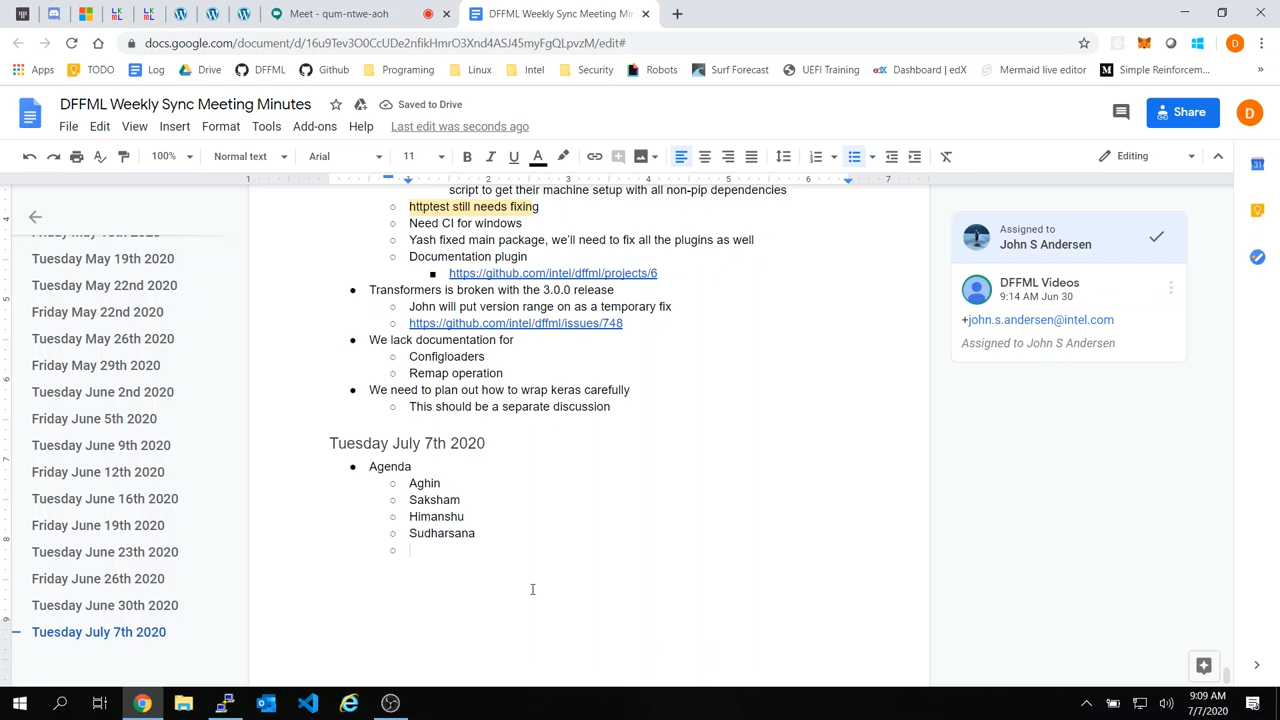 Meet - qum-ntwe-aoh
DFFML Weekly Sync Meeting Min
docs.google.com/document/d/16u9Tev3O0CcUDe2nfikHmrO3Xnd4ASJ45myFgQLpvzM/edit#
Apps TODO Log Drive DFFML Github Programing Linux Intel Security Robots Surf Forecast UEFI Training Dashboard | edX Mermaid live editor Simple Reinforcem... »
DFFML Weekly Sync Meeting Minutes
Saved to Drive
Share
D
File Edit View Insert Format Tools Add-ons Help Last edit was seconds ago
100% Normal text Arial 11 B I U A Editing
1 1 2 3 4 5 6 7
script to get their machine setup with all non-pip dependencies
httptest still needs fixing
Need CI for windows
Yash fixed main package, we'll need to fix all the plugins as well
Documentation plugin
https://github.com/intel/dffml/projects/6
Transformers is broken with the 3.0.0 release
John will put version range on as a temporary fix
https://github.com/intel/dffml/issues/748
We lack documentation for
Configloaders
Remap operation
We need to plan out how to wrap keras carefully
This should be a separate discussion
Tuesday July 7th 2020
Agenda
Aghin
Saksham
Himanshu
Sudharsana
Tuesday May 19th 2020
Tuesday May 22nd 2020
Friday May 22nd 2020
Tuesday May 26th 2020
Friday May 29th 2020
Tuesday June 2nd 2020
Friday June 5th 2020
Tuesday June 9th 2020
Friday June 12th 2020
Tuesday June 16th 2020
Friday June 19th 2020
Tuesday June 23th 2020
Friday June 26th 2020
Tuesday June 30th 2020
Tuesday July 7th 2020
Assigned to
John S Andersen
DFFML Videos
9:14 AM Jun 30
+john.s.andersen@intel.com
Assigned to John S Andersen
9:09 AM
7/7/2020